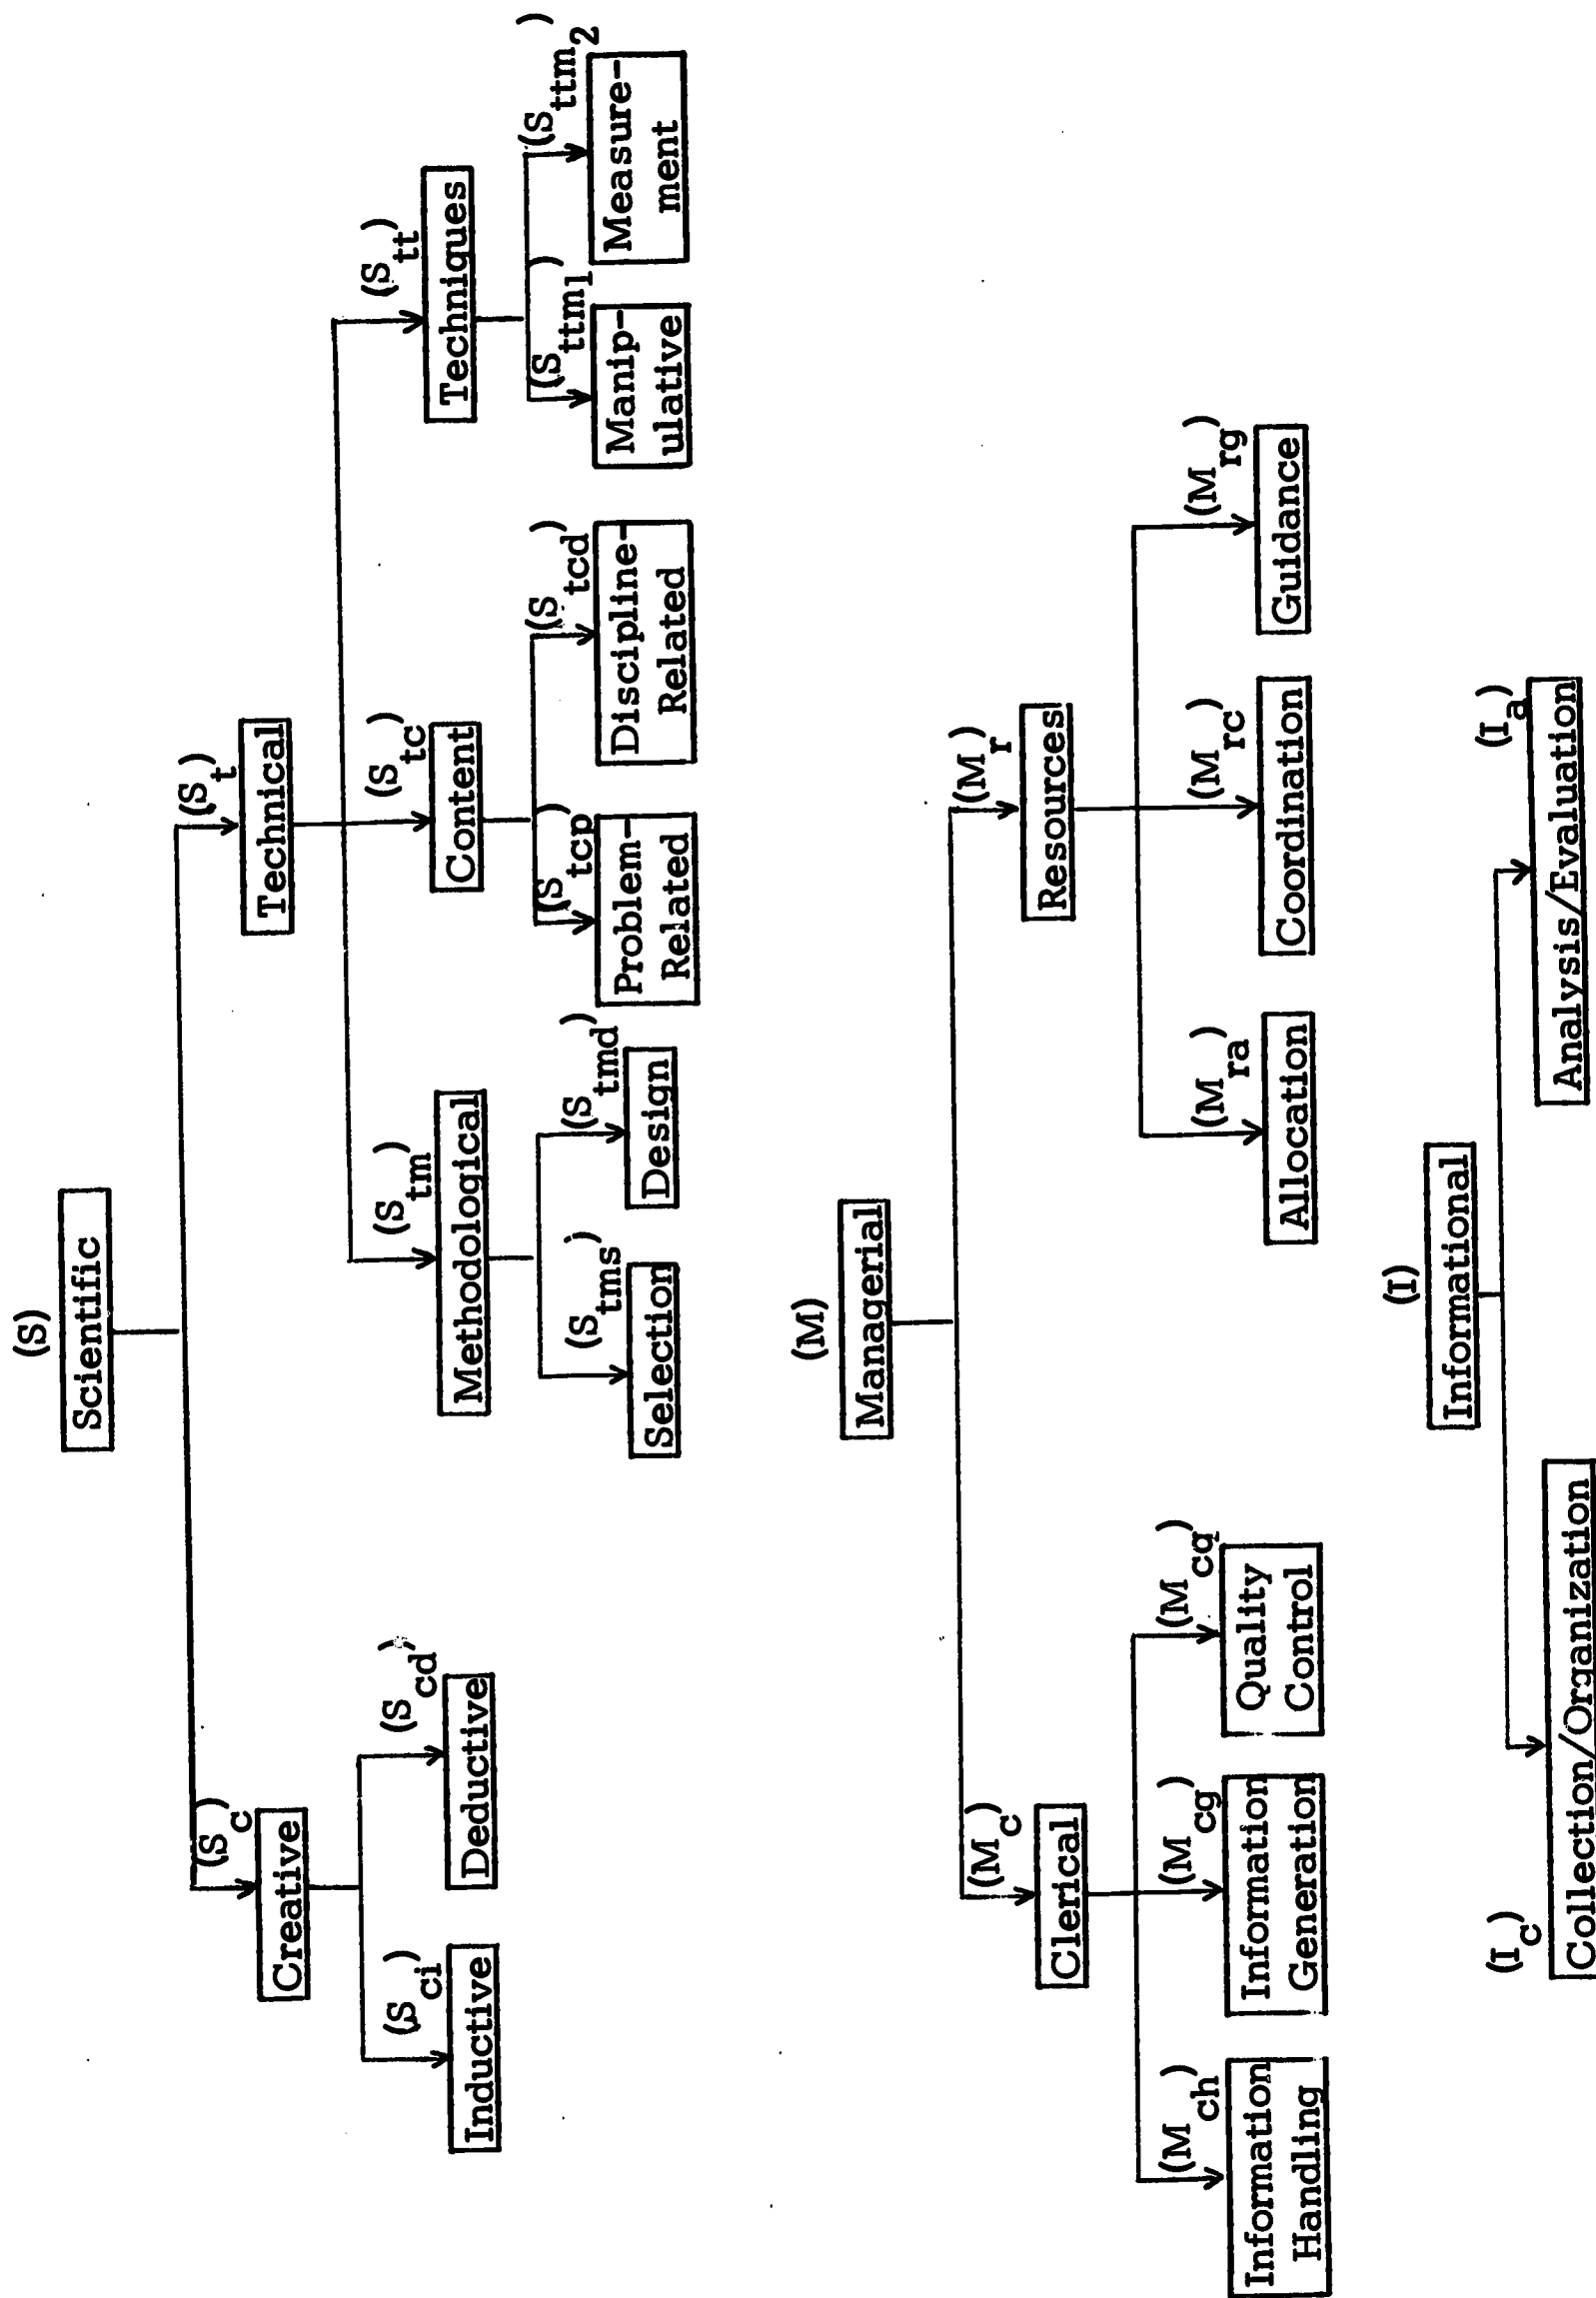 (S)
Scientific
(S_c)
(S_t)
Creative
Technical
(S_ci)
(S_cd)
(S_tm)
(S_tc)
(S_tt)
Inductive
Deductive
Methodological
Content
Techniques
(S_tms)
(S_tmd)
(S_tcp)
(S_tcd)
(S_ttm1)
(S_ttm2)
Selection
Design
Problem-
Related
Discipline-
Related
Manip-
ulative
Measure-
ment
(M)
Managerial
(M_c)
(M_r)
Clerical
Resources
(M_ch)
(M_cg)
(M_cq)
(M_ra)
(M_rc)
(M_rg)
Information
Handling
Information
Generation
Quality
Control
Allocation
Coordination
Guidance
(I)
Informational
(I_c)
(I_a)
Collection/Organization
Analysis/Evaluation